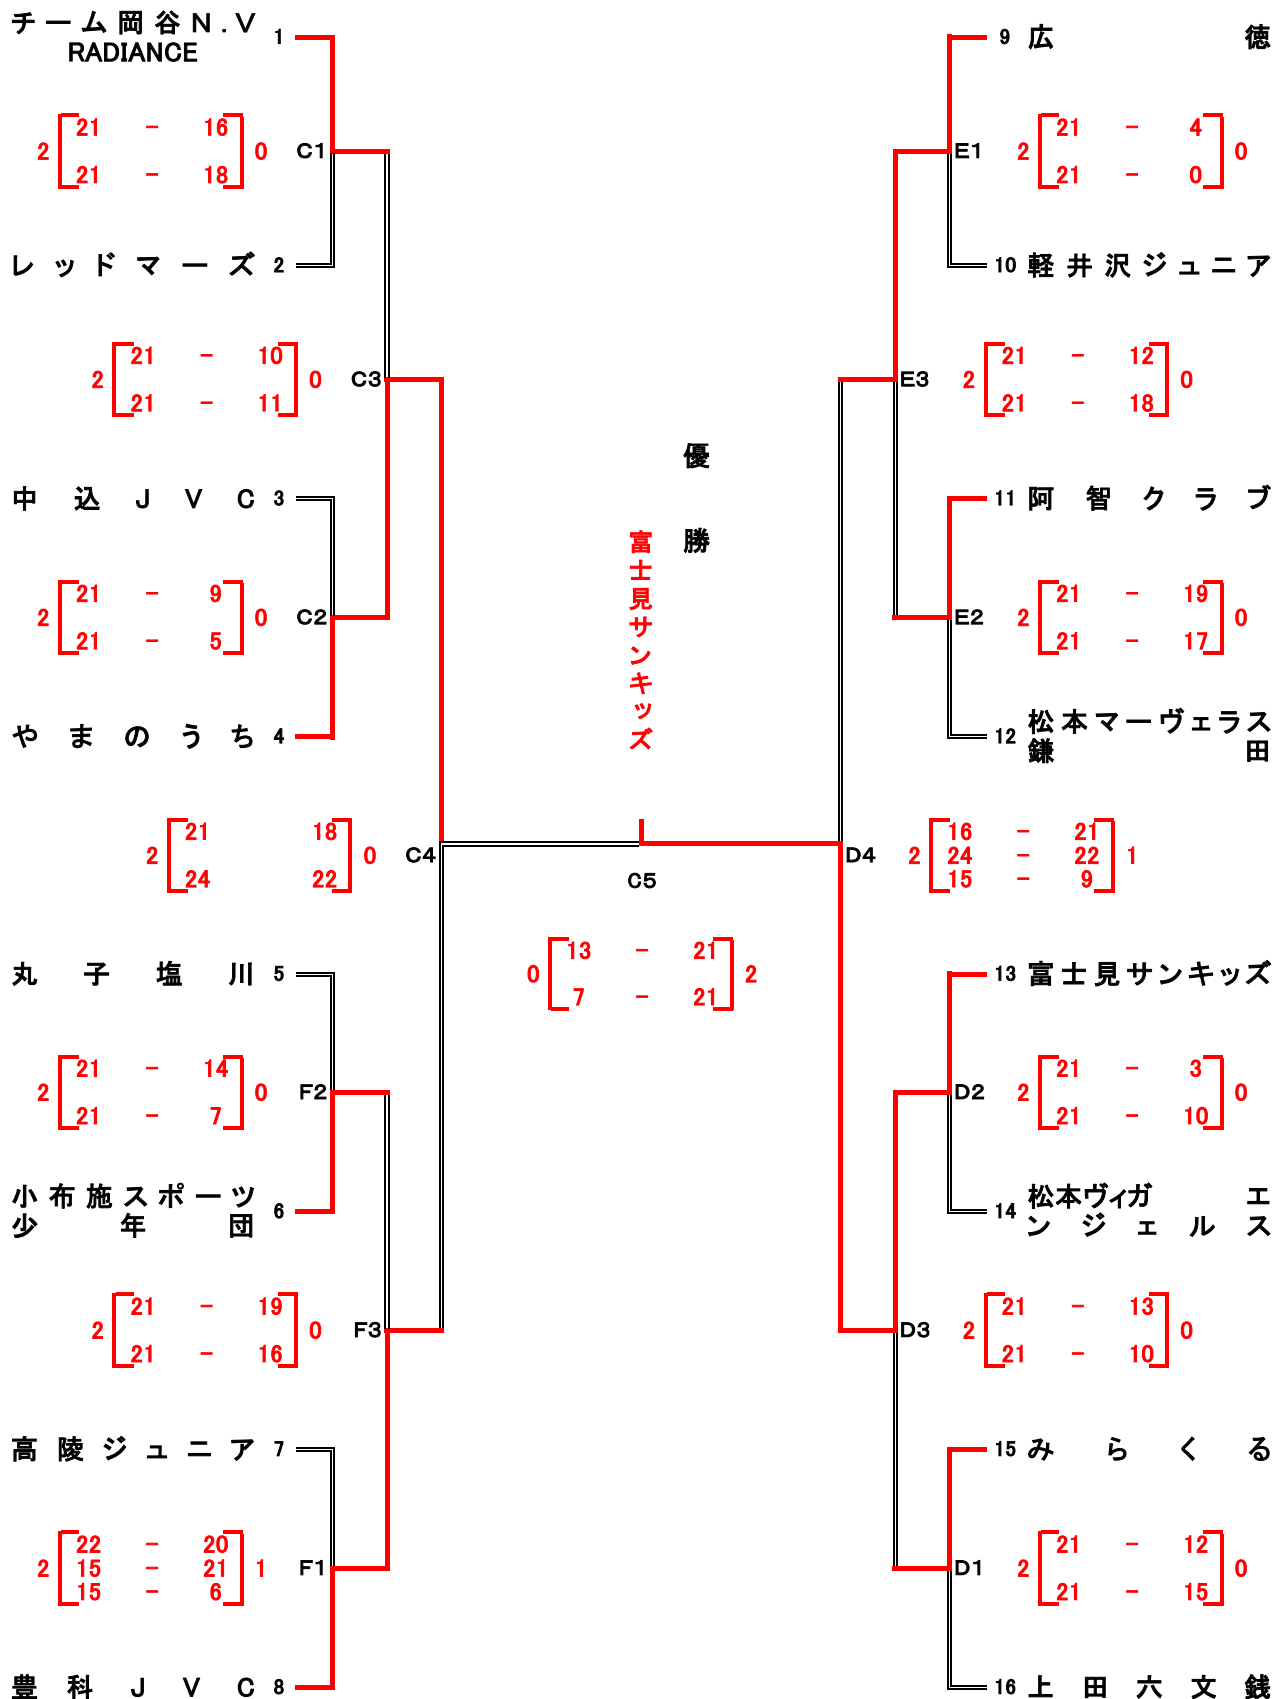 チーム岡谷N.V
RADIANCE
1
2 21 - 16 0
21 - 18
C1
レッドマーズ 2
2 21 - 10 0
21 - 11
C3
中込JVC 3
2 21 - 9 0
21 - 5
C2
やまのうち 4
2 21 18 0
24 22
C4
丸子塩川 5
2 21 - 14 0
21 - 7
F2
小布施スポーツ
少年団
6
2 21 - 19 0
21 - 16
F3
高陵ジュニア 7
2 22 - 20 1
15 - 21
15 - 6
F1
豊科JVC 8
優勝
富士見サンキッズ
C5
0 13 - 21 2
7 - 21
9 広徳
E1
2 21 - 4 0
21 - 0
10 軽井沢ジュニア
E3
2 21 - 12 0
21 - 18
11 阿智クラブ
E2
2 21 - 19 0
21 - 17
12
松本マーヴェラス
鎌田
D4
2 16 - 21 1
24 - 22
15 - 9
13 富士見サンキッズ
D2
2 21 - 3 0
21 - 10
14
松本ヴィガエ
ンジェルス
D3
2 21 - 13 0
21 - 10
15 みらくる
D1
2 21 - 12 0
21 - 15
16 上田六文銭